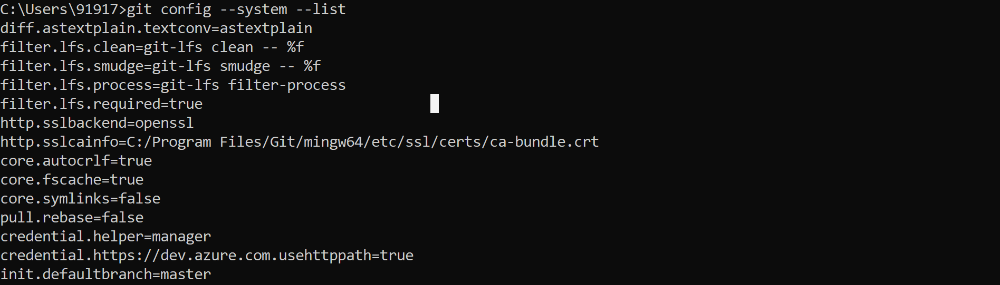 C:\Users\91917>git config --system --list
diff.astextplain.textconv=astextplain
filter.lfs.clean=git-lfs clean -- %f
filter.lfs.smudge=git-lfs smudge -- %f
filter.lfs.process=git-lfs filter-process
filter.lfs.required=true
http.sslbackend=openssl
http.sslcainfo=C:/Program Files/Git/mingw64/etc/ssl/certs/ca-bundle.crt
core.autocrlf=true
core.fscache=true
core.symlinks=false
pull.rebase=false
credential.helper=manager
credential.https://dev.azure.com.usehttppath=true
init.defaultbranch=master